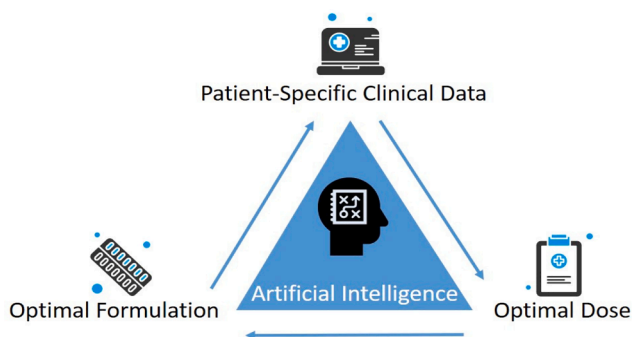 Patient-Specific Clinical Data
Artificial Intelligence
Optimal Formulation
Optimal Dose